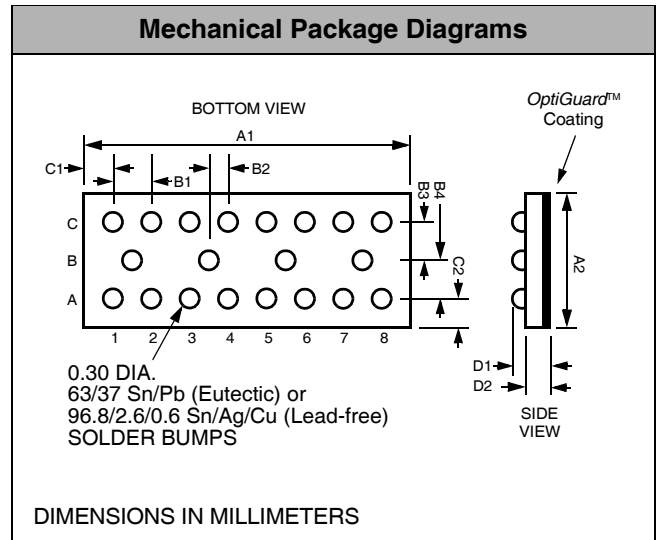 Mechanical Package Diagrams
BOTTOM VIEW
OptiGuard™
Coating
A1
C1
B1
B2
B3
B4
C
B
A
C2
A2
1 2 3 4 5 6 7 8
D1
D2
SIDE
VIEW
0.30 DIA.
63/37 Sn/Pb (Eutectic) or
96.8/2.6/0.6 Sn/Ag/Cu (Lead-free)
SOLDER BUMPS
DIMENSIONS IN MILLIMETERS